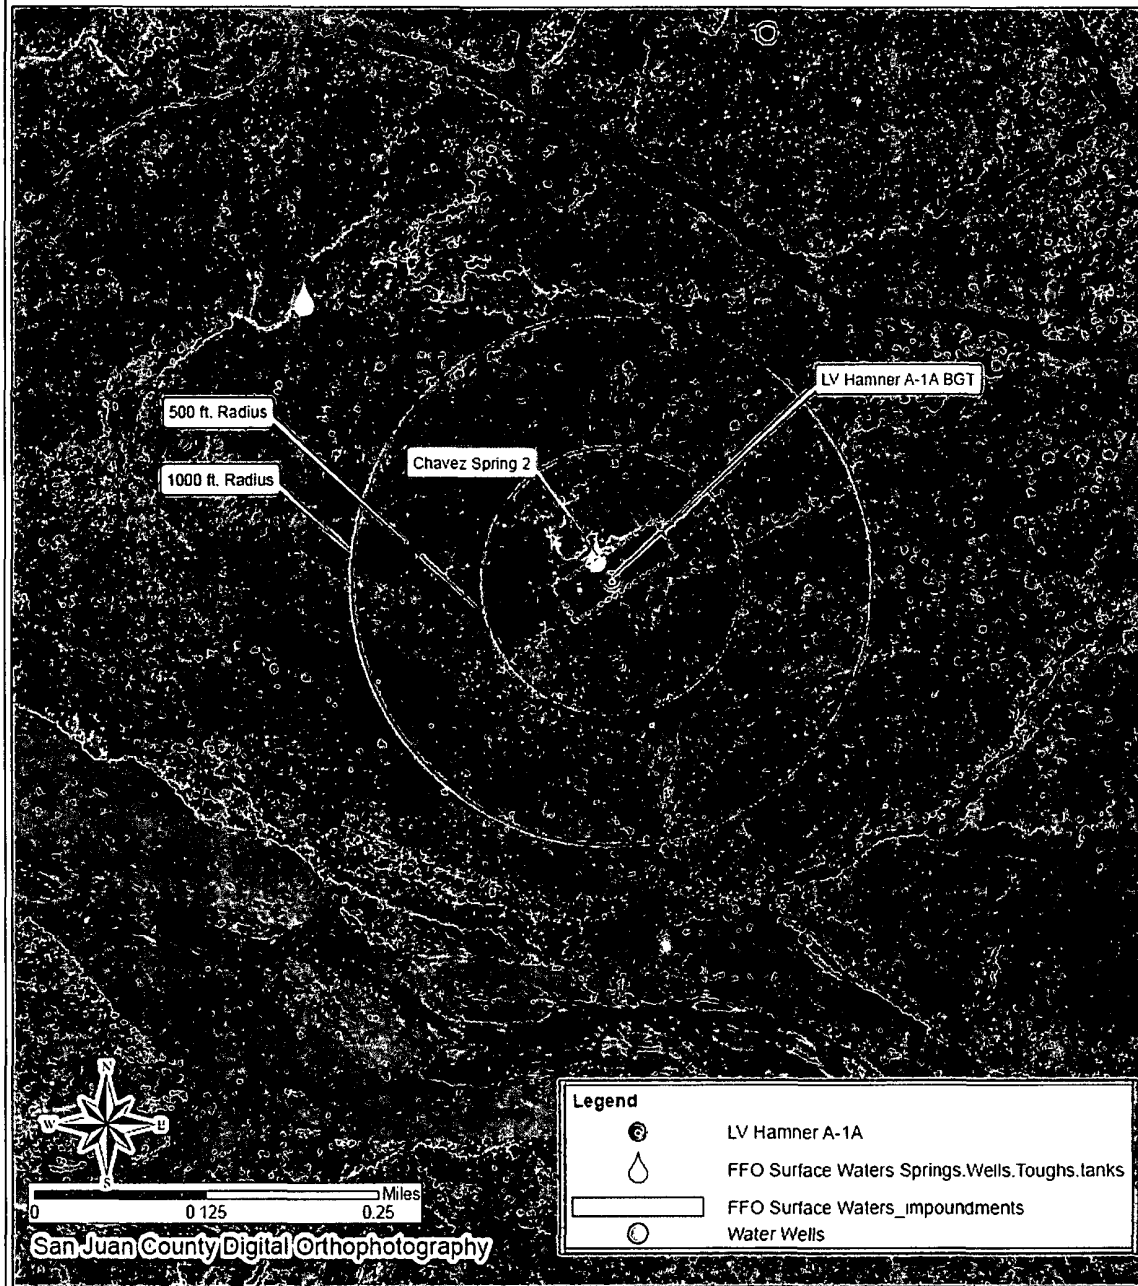 LV Hamner A-1A BGT
500 ft. Radius
Chavez Spring 2
1000 ft. Radius
N
W
E
S
Miles
0
0 125
0.25
San Juan County Digital Orthophotography
Legend
LV Hamner A-1A
FFO Surface Waters Springs.Wells.Toughs.tanks
FFO Surface Waters_impoundments
Water Wells